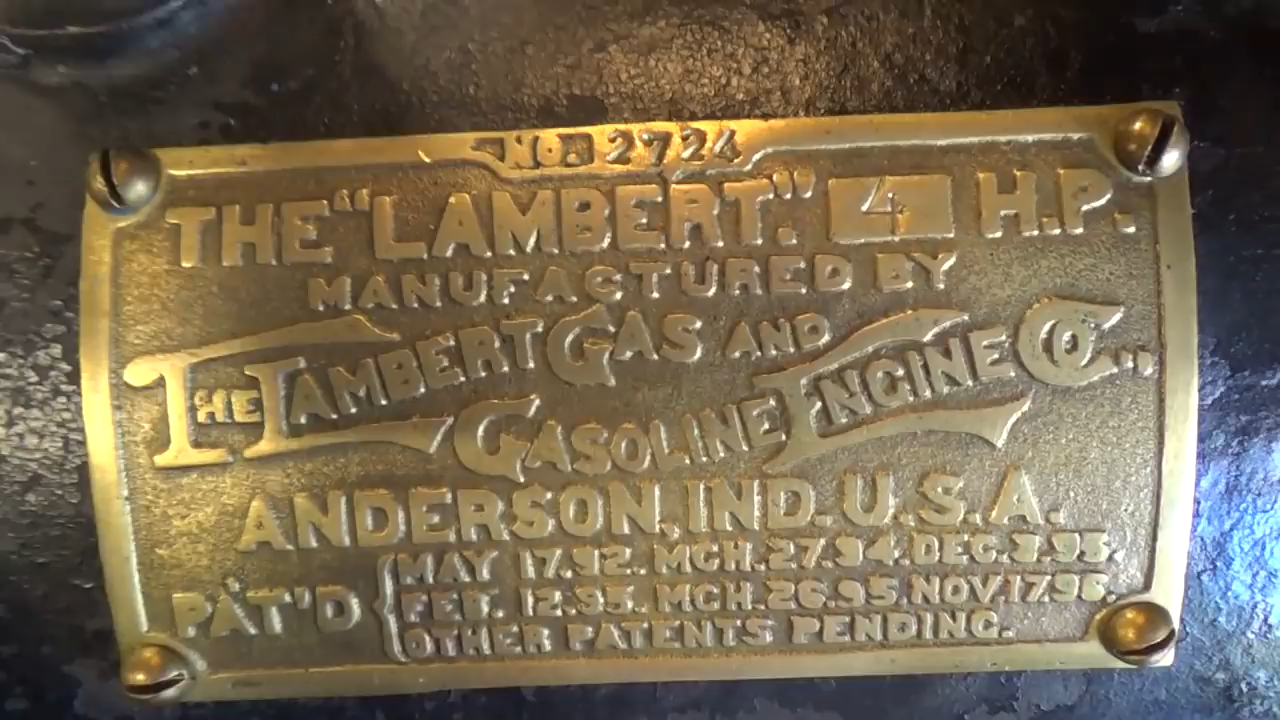 No. 2724
THE "LAMBERT." 4 H.P.
MANUFACTURED BY
THE LAMBERT GAS AND
GASOLINE ENGINE CO.,,
ANDERSON, IND. U.S.A.
PAT'D
MAY 17.92. MCH. 27.94. DEC. 3.95.
FEB. 12.95. MCH. 26.95. NOV. 17.96.
OTHER PATENTS PENDING.